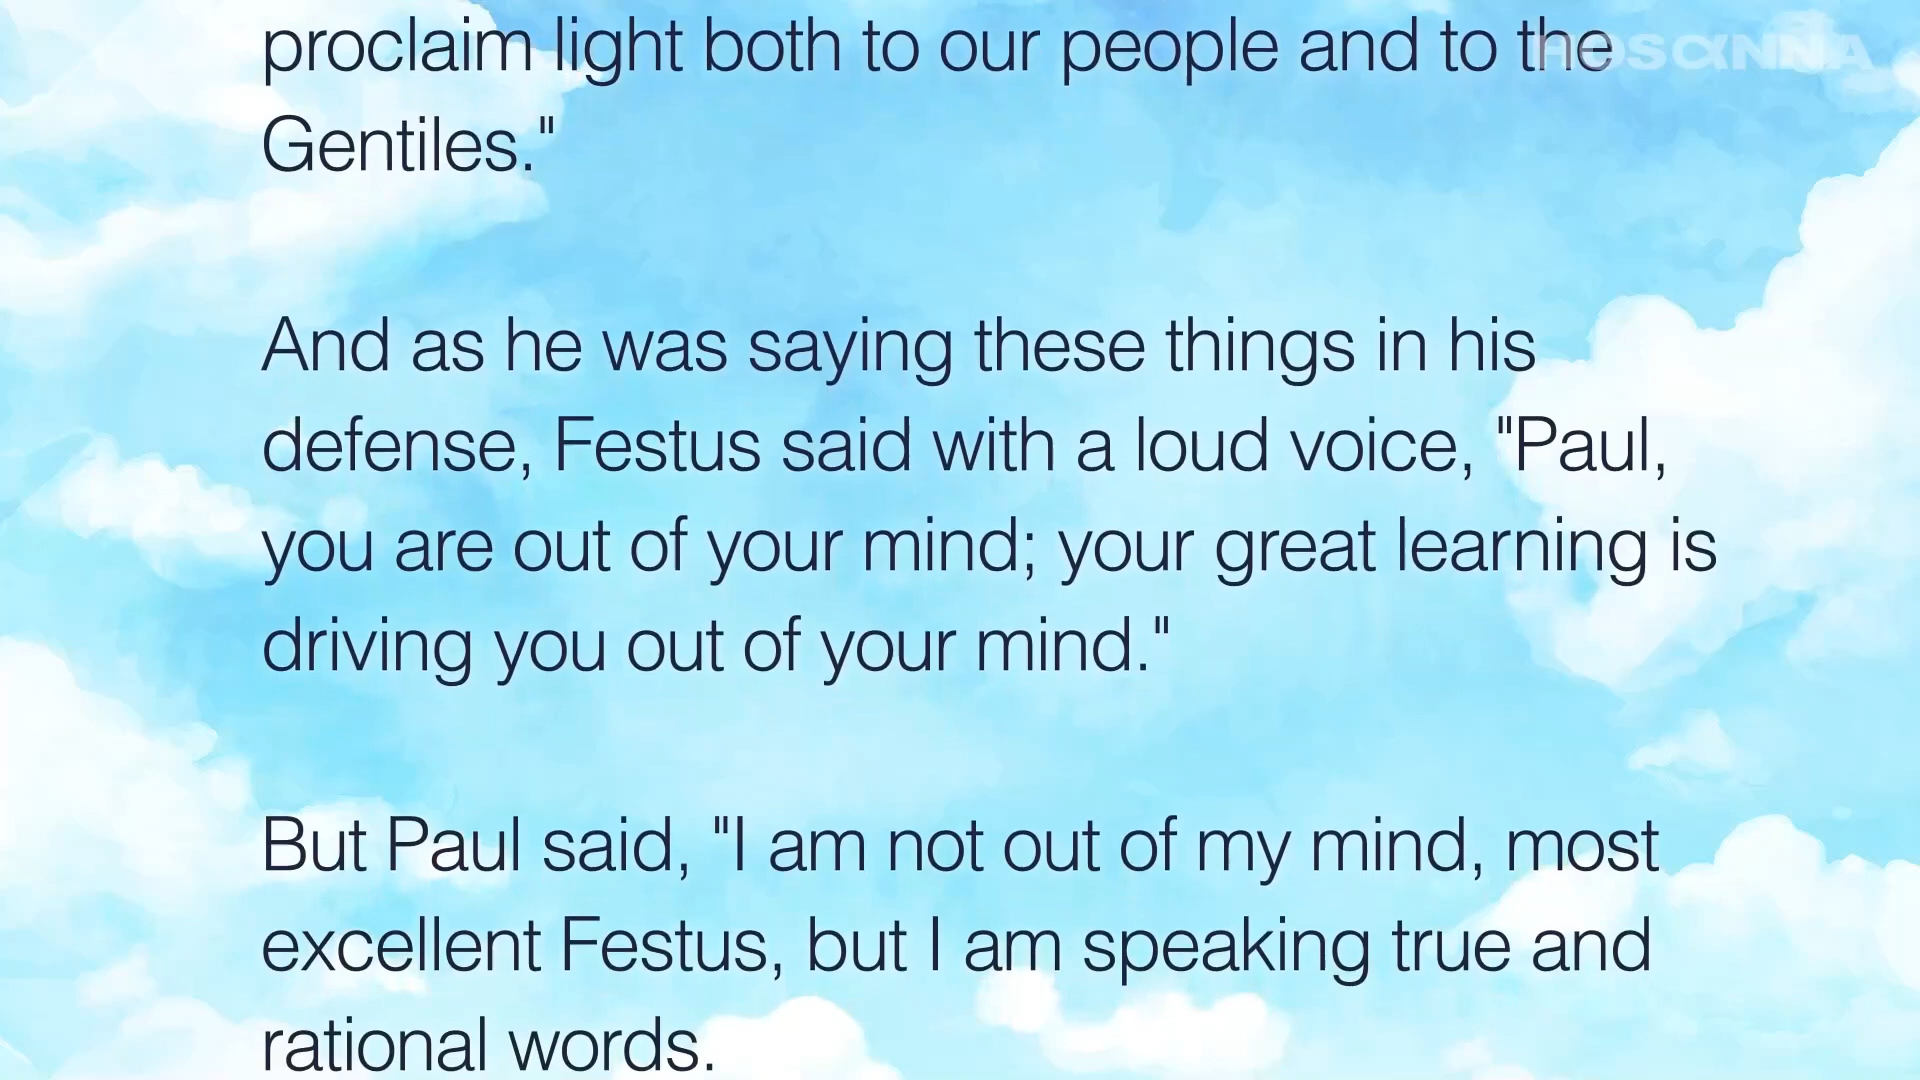 proclaim light both to our people and to the
HOSANNA
Gentiles."
And as he was saying these things in his
defense, Festus said with a loud voice, "Paul,
you are out of your mind; your great learning is
driving you out of your mind."
But Paul said, "I am not out of my mind, most
excellent Festus, but I am speaking true and
rational words.